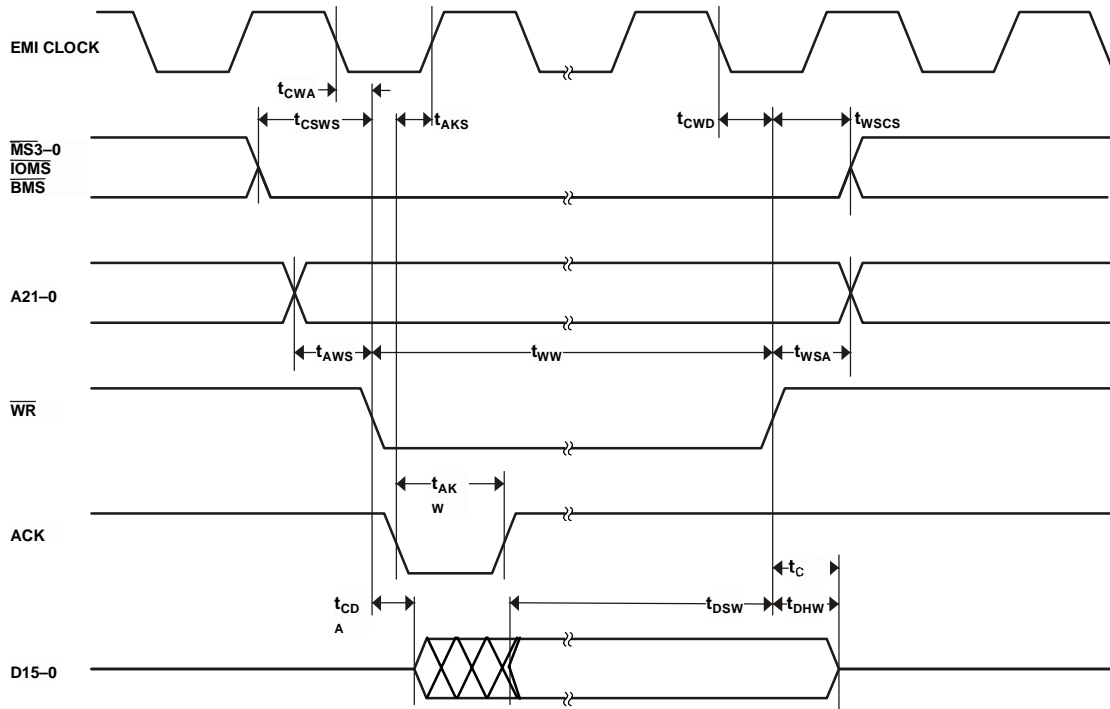 EMI CLOCK
tCWA
tCSWS
tAKS
tCWD
tWSCS
MS3–0
IOMS
BMS
A21–0
tAWS
tWW
tWSA
WR
tAK
W
ACK
tC
tCD
A
tDSW
tDHW
D15–0